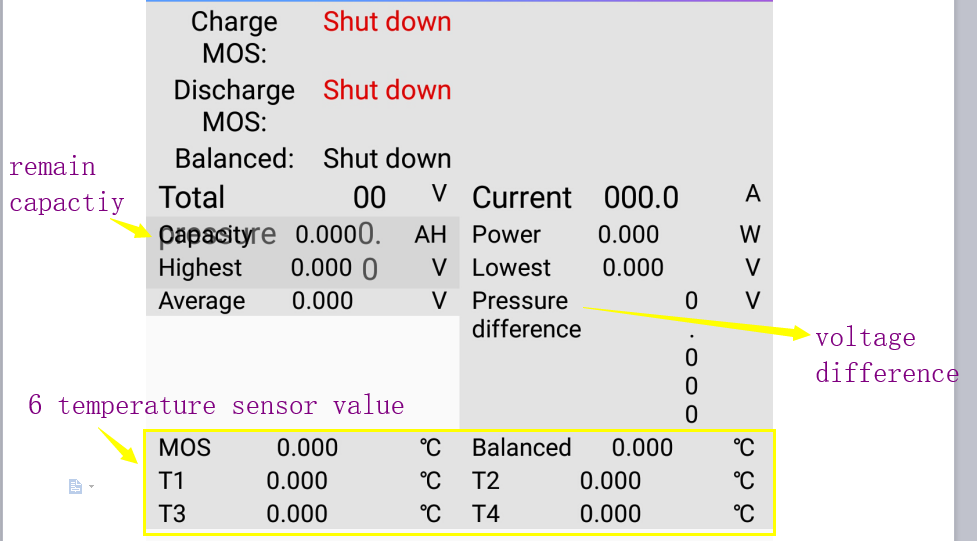 Charge MOS: Shut down
Discharge MOS: Shut down
Balanced: Shut down
remain
capactiy
Total pressure 000.0 V Current 000.0 A
Capacity 0.000 AH Power 0.000 W
Highest 0.000 V Lowest 0.000 V
Average 0.000 V Pressure difference 0.000 V
voltage
difference
6 temperature sensor value
MOS 0.000 ℃ Balanced 0.000 ℃
T1 0.000 ℃ T2 0.000 ℃
T3 0.000 ℃ T4 0.000 ℃